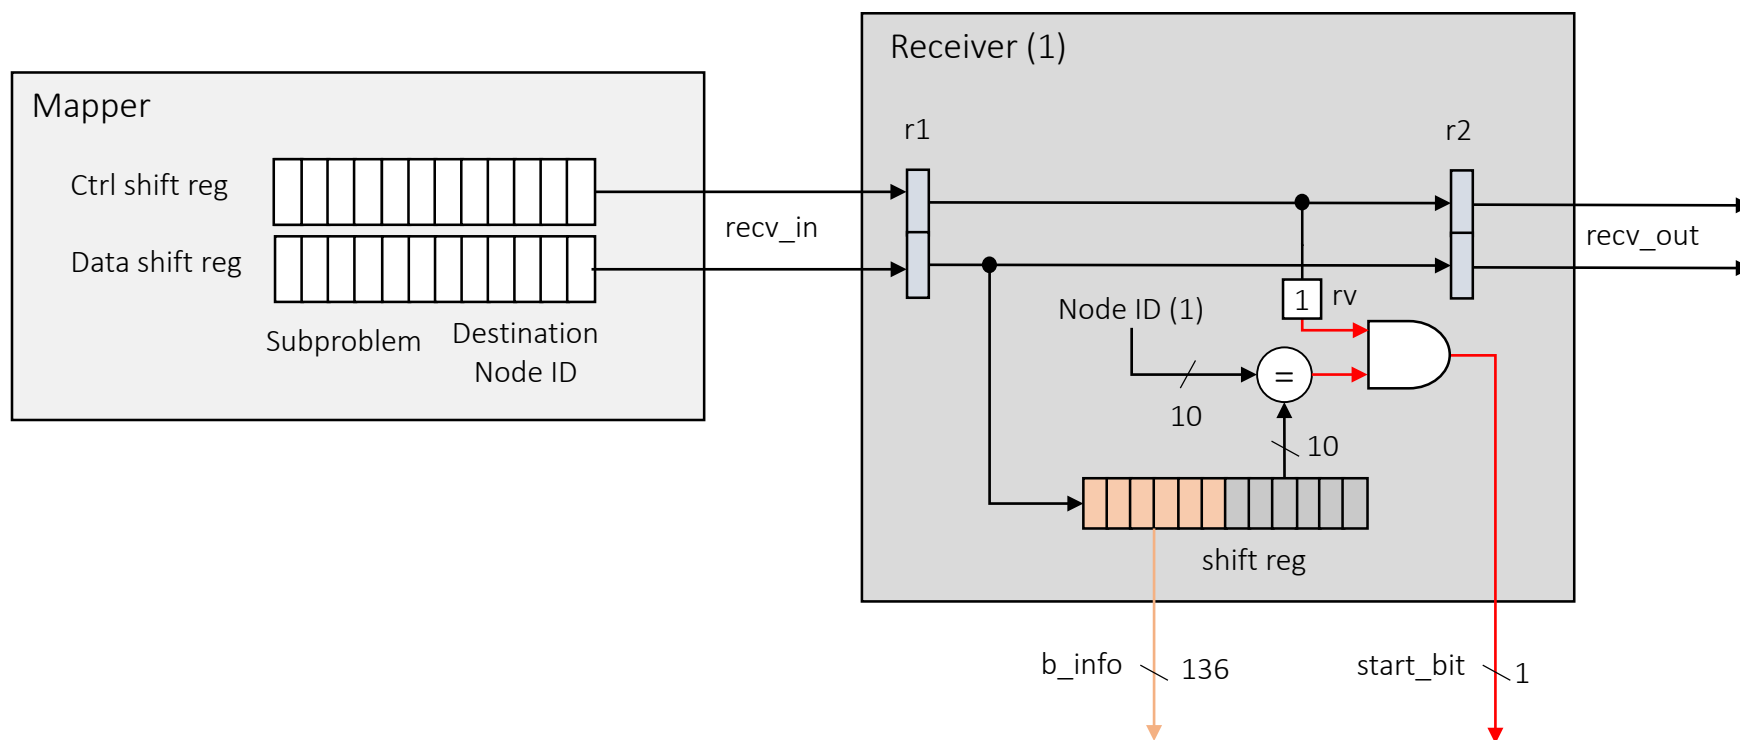 Receiver (1)
Mapper
r1
r2
Ctrl shift reg
recv_in
recv_out
Data shift reg
1
rv
Node ID (1)
Subproblem
Destination
Node ID
=
10
10
shift reg
b_info
136
start_bit
1